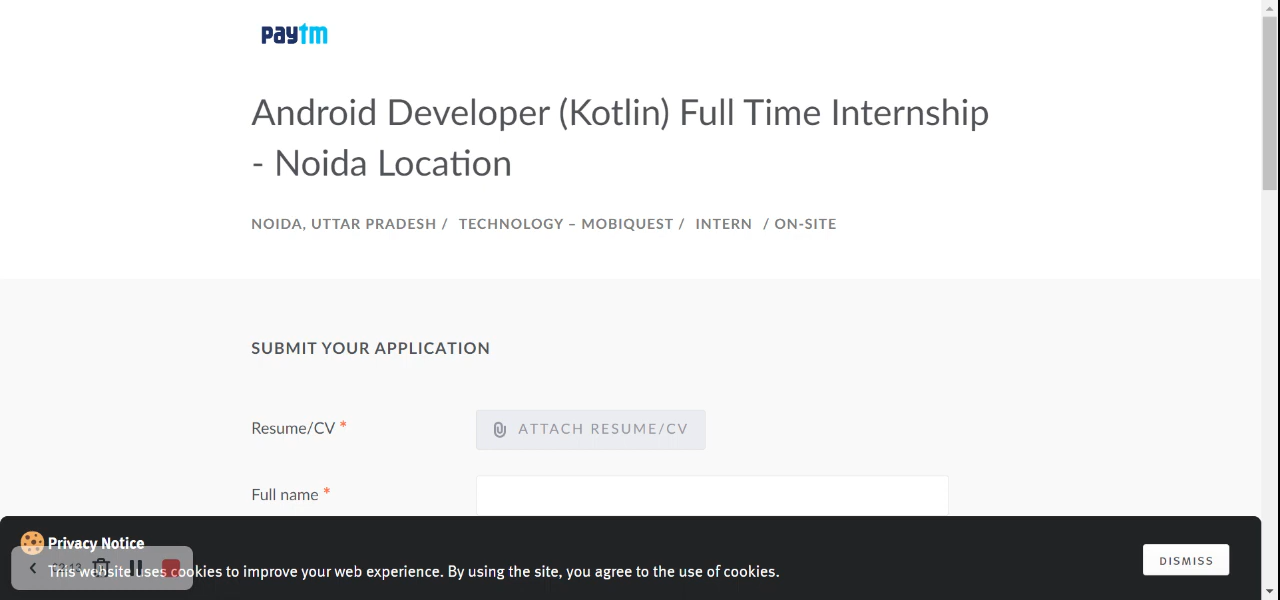 paytm
Android Developer (Kotlin) Full Time Internship
- Noida Location
NOIDA, UTTAR PRADESH / TECHNOLOGY – MOBIQUEST / INTERN / ON-SITE
SUBMIT YOUR APPLICATION
Resume/CV *
ATTACH RESUME/CV
Full name *
Privacy Notice
This website uses cookies to improve your web experience. By using the site, you agree to the use of cookies.
DISMISS